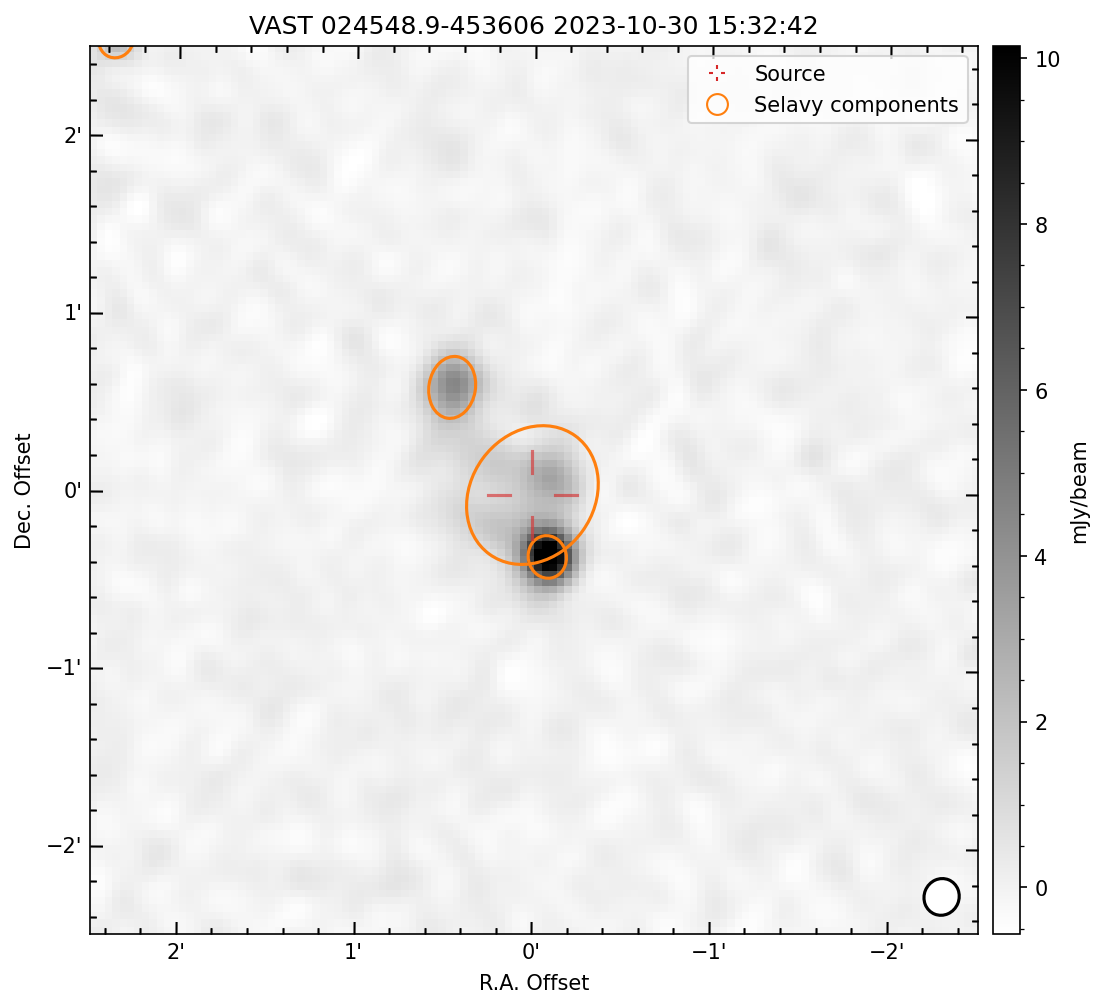 VAST 024548.9-453606 2023-10-30 15:32:42
Source
Selavy components
2'
1'
0'
−1'
−2'
Dec. Offset
2'
1'
0'
−1'
−2'
R.A. Offset
10
8
6
4
2
0
mJy/beam